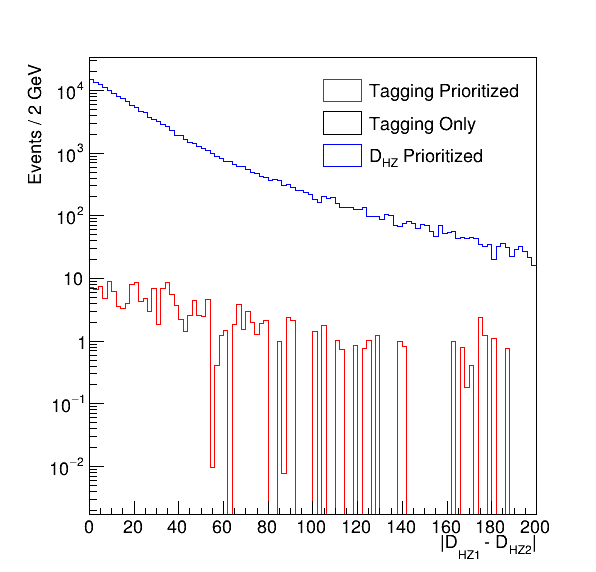 Events / 2 GeV
Tagging Prioritized
Tagging Only
D_HZ Prioritized
10^4
10^3
10^2
10
1
10^−1
10^−2
0 20 40 60 80 100 120 140 160 180 200
|D_HZ1 - D_HZ2|